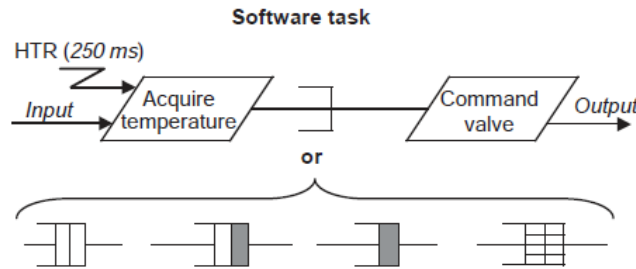 Software task
HTR (250 ms)
Input
Acquire
temperature
Command
valve
Output
or